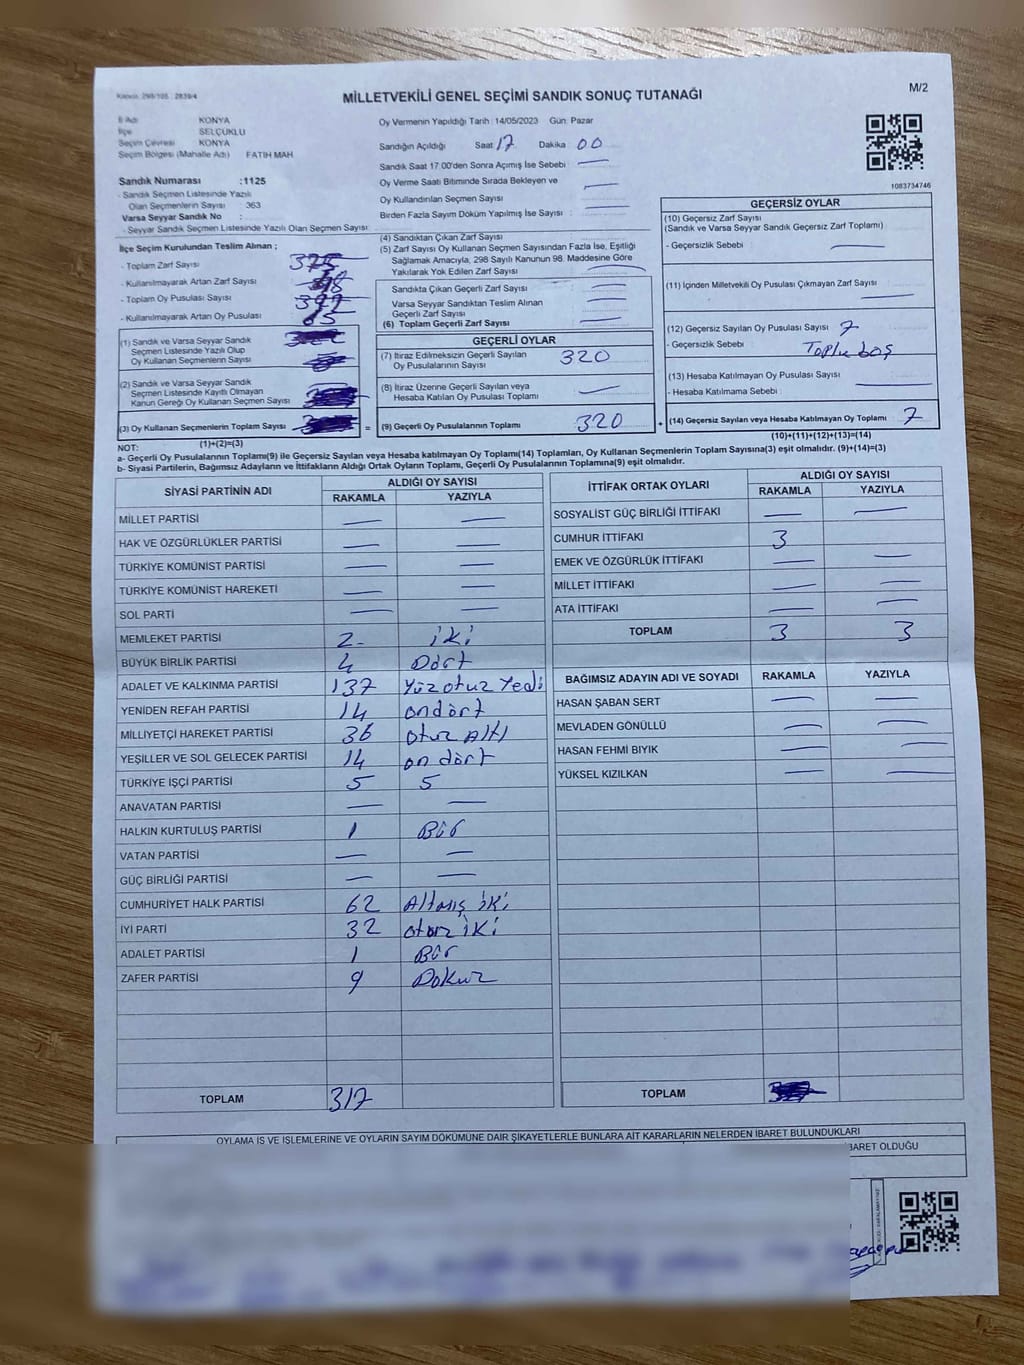 M/2
MİLLETVEKİLİ GENEL SEÇİMİ SANDIK SONUÇ TUTANAĞI
İl Adı KONYA
İlçe SELÇUKLU
Seçim Çevresi KONYA
Seçim Bölgesi (Mahalle Adı) FATIH MAH
Sandık Numarası :1125
- Sandık Seçmen Listesinde Yazılı
Olan Seçmenlerin Sayısı : 363
Varsa Seyyar Sandık No :
- Seyyar Sandık Seçmen Listesinde Yazılı Olan Seçmen Sayısı
Oy Vermenin Yapıldığı Tarih :14/05/2023 Gün: Pazar
Sandığın Açıldığı Saat 17 Dakika 00
Sandık Saat 17.00'den Sonra Açımış İse Sebebi : —
Oy Verme Saati Bitiminde Sırada Bekleyen ve
Oy Kullandırılan Seçmen Sayısı : —
Birden Fazla Sayım Döküm Yapılmış İse Sayısı : —
1083734746
İlçe Seçim Kurulundan Teslim Alınan ;
- Toplam Zarf Sayısı :
- Kullanılmayarak Artan Zarf Sayısı :
- Toplam Oy Pusulası Sayısı :
- Kullanılmayarak Artan Oy Pusulası
(1) Sandık ve Varsa Seyyar Sandık
Seçmen Listesinde Yazılı Olup
Oy Kullanan Seçmenlerin Sayısı
(2) Sandık ve Varsa Seyyar Sandık
Seçmen Listesinde Kayıtlı Olmayan
Kanun Gereği Oy Kullanan Seçmen Sayısı
(3) Oy Kullanan Seçmenlerin Toplam Sayısı =
(1)+(2)=(3)
(4) Sandıktan Çıkan Zarf Sayısı
(5) Zarf Sayısı Oy Kullanan Seçmen Sayısından Fazla İse, Eşitliği
Sağlamak Amacıyla, 298 Sayılı Kanunun 98. Maddesine Göre
Yakılarak Yok Edilen Zarf Sayısı : —
Sandıkta Çıkan Geçerli Zarf Sayısı : —
Varsa Seyyar Sandıktan Teslim Alınan
Geçerli Zarf Sayısı : —
(6) Toplam Geçerli Zarf Sayısı : —
GEÇERLİ OYLAR
(7) İtiraz Edilmeksizin Geçerli Sayılan
Oy Pusulalarının Sayısı 320
(8) İtiraz Üzerine Geçerli Sayılan veya
Hesaba Katılan Oy Pusulası Toplamı —
(9) Geçerli Oy Pusulalarının Toplamı 320 +
GEÇERSİZ OYLAR
(10) Geçersiz Zarf Sayısı
(Sandık ve Varsa Seyyar Sandık Geçersiz Zarf Toplamı)
- Geçersizlik Sebebi : —
(11) İçinden Milletvekili Oy Pusulası Çıkmayan Zarf Sayısı
—
(12) Geçersiz Sayılan Oy Pusulası Sayısı : 7
- Geçersizlik Sebebi :
(13) Hesaba Katılmayan Oy Pusulası Sayısı :
- Hesaba Katılmama Sebebi : —
(14) Geçersiz Sayılan veya Hesaba Katılmayan Oy Toplamı 7
(10)+(11)+(12)+(13)=(14)
NOT:
a- Geçerli Oy Pusulalarının Toplamı(9) ile Geçersiz Sayılan veya Hesaba katılmayan Oy Toplamı(14) Toplamları, Oy Kullanan Seçmenlerin Toplam Sayısına(3) eşit olmalıdır. (9)+(14)=(3)
b- Siyasi Partilerin, Bağımsız Adayların ve İttifakların Aldığı Ortak Oyların Toplamı, Geçerli Oy Pusulalarının Toplamına(9) eşit olmalıdır.
SİYASİ PARTİNİN ADI ALDIĞI OY SAYISI
RAKAMLA YAZIYLA
MİLLET PARTİSİ — —
HAK VE ÖZGÜRLÜKLER PARTİSİ — —
TÜRKİYE KOMÜNİST PARTİSİ — —
TÜRKİYE KOMÜNİST HAREKETİ — —
SOL PARTİ — —
MEMLEKET PARTİSİ 2 iki
BÜYÜK BİRLİK PARTİSİ 4 Dört
ADALET VE KALKINMA PARTİSİ 137 Yüz otuz Yedi
YENİDEN REFAH PARTİSİ 14 ondört
MİLLİYETÇİ HAREKET PARTİSİ 36 otuz Altı
YEŞİLLER VE SOL GELECEK PARTİSİ 14 on dört
TÜRKİYE İŞÇİ PARTİSİ 5 5
ANAVATAN PARTİSİ — —
HALKIN KURTULUŞ PARTİSİ 1 Bir
VATAN PARTİSİ — —
GÜÇ BİRLİĞİ PARTİSİ — —
CUMHURİYET HALK PARTİSİ 62 Altmış iki
İYİ PARTİ 32 otuz iki
ADALET PARTİSİ 1 Bir
ZAFER PARTİSİ 9 Dokuz
TOPLAM 317
İTTİFAK ORTAK OYLARI ALDIĞI OY SAYISI
RAKAMLA YAZIYLA
SOSYALİST GÜÇ BİRLİĞİ İTTİFAKI — —
CUMHUR İTTİFAKI 3
EMEK VE ÖZGÜRLÜK İTTİFAKI — —
MİLLET İTTİFAKI — —
ATA İTTİFAKI — —
TOPLAM 3 3
BAĞIMSIZ ADAYIN ADI VE SOYADI RAKAMLA YAZIYLA
HASAN ŞABAN SERT — —
MEVLADEN GÖNÜLLÜ — —
HASAN FEHMİ BIYIK — —
YÜKSEL KIZILKAN — —
TOPLAM
OYLAMA İŞ VE İŞLEMLERİNE VE OYLARIN SAYIM DÖKÜMÜNE DAİR ŞİKAYETLERLE BUNLARA AİT KARARLARIN NELERDEN İBARET BULUNDUKLARI
BARET OLDUĞU